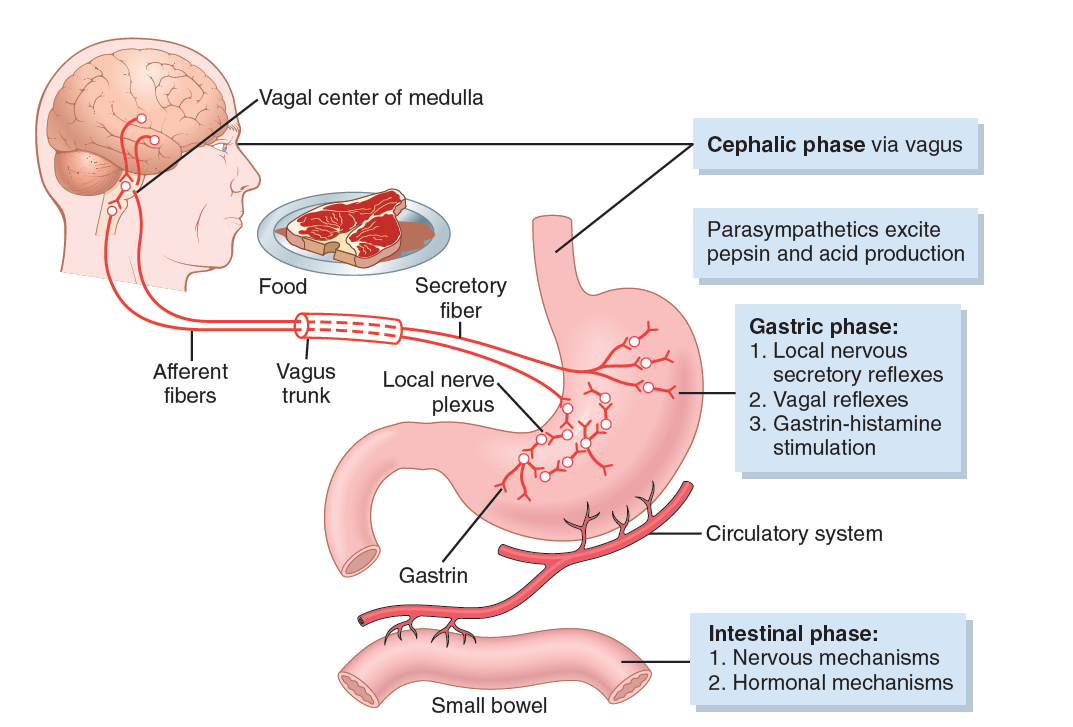 Vagal center of medulla
Cephalic phase via vagus
Parasympathetics excite
pepsin and acid production
Food
Secretory
fiber
Gastric phase:
1. Local nervous
secretory reflexes
2. Vagal reflexes
3. Gastrin-histamine
stimulation
Afferent
fibers
Vagus
trunk
Local nerve
plexus
Circulatory system
Gastrin
Intestinal phase:
1. Nervous mechanisms
2. Hormonal mechanisms
Small bowel